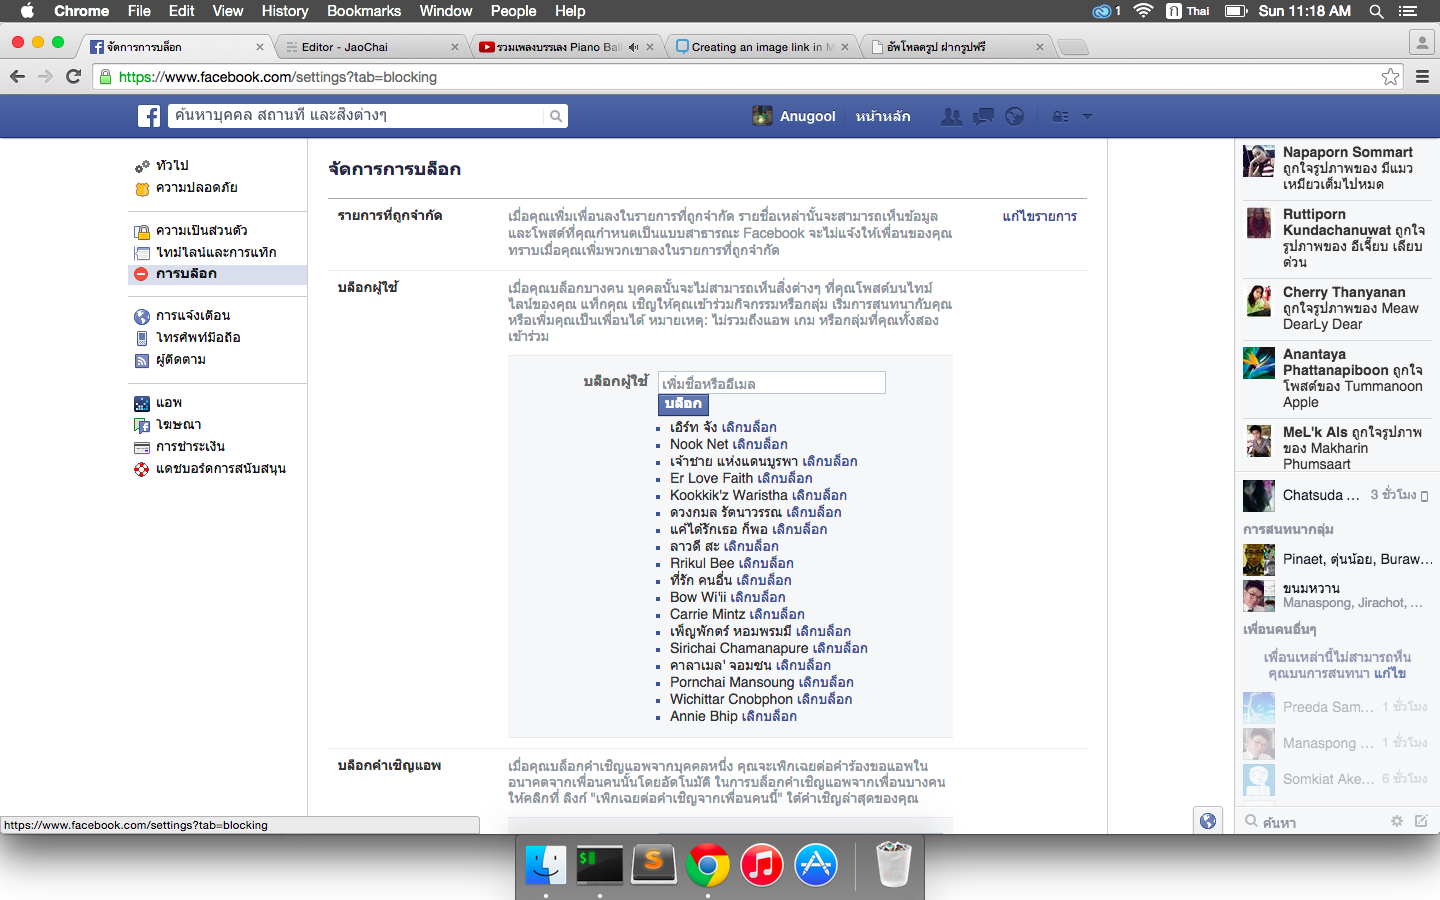 Chrome File Edit View History Bookmarks Window People Help
1 ก Thai Sun 11:18 AM
จัดการการบล็อก
Editor - JaoChai
รวมเพลงบรรเลง Piano Ball
Creating an image link in M
อัพโหลดรูป ฝากรูปฟรี
https://www.facebook.com/settings?tab=blocking
ค้นหาบุคคล สถานที่ และสิ่งต่างๆ
Anugool หน้าหลัก
ทั่วไป
ความปลอดภัย
ความเป็นส่วนตัว
ไทม์ไลน์และการแท็ก
การบล็อก
การแจ้งเตือน
โทรศัพท์มือถือ
ผู้ติดตาม
แอพ
โฆษณา
การชำระเงิน
แดชบอร์ดการสนับสนุน
จัดการการบล็อก
รายการที่ถูกจำกัด
เมื่อคุณเพิ่มเพื่อนลงในรายการที่ถูกจำกัด รายชื่อเหล่านั้นจะสามารถเห็นข้อมูล
และโพสต์ที่คุณกำหนดเป็นแบบสาธารณะ Facebook จะไม่แจ้งให้เพื่อนของคุณ
ทราบเมื่อคุณเพิ่มพวกเขาลงในรายการที่ถูกจำกัด
แก้ไขรายการ
บล็อกผู้ใช้
เมื่อคุณบล็อกบางคน บุคคลนั้นจะไม่สามารถเห็นสิ่งต่างๆ ที่คุณโพสต์บนไทม์
ไลน์ของคุณ แท็กคุณ เชิญให้คุณเข้าร่วมกิจกรรมหรือกลุ่ม เริ่มการสนทนากับคุณ
หรือเพิ่มคุณเป็นเพื่อนได้ หมายเหตุ: ไม่รวมถึงแอพ เกม หรือกลุ่มที่คุณทั้งสอง
เข้าร่วม
บล็อกผู้ใช้ เพิ่มชื่อหรืออีเมล
บล็อก
เอิร์ท จัง เลิกบล็อก
Nook Net เลิกบล็อก
เจ้าชาย แห่งแดนบูรพา เลิกบล็อก
Er Love Faith เลิกบล็อก
Kookkik'z Waristha เลิกบล็อก
ดวงกมล รัตนาวรรณ เลิกบล็อก
แค่ได้รักเธอ ก็พอ เลิกบล็อก
ลาวดี สะ เลิกบล็อก
Rrikul Bee เลิกบล็อก
ที่รัก คนอื่น เลิกบล็อก
Bow Wi'ii เลิกบล็อก
Carrie Mintz เลิกบล็อก
เพ็ญพักตร์ หอมพรมมี เลิกบล็อก
Sirichai Chamanapure เลิกบล็อก
คาลาเมล' จอมซน เลิกบล็อก
Pornchai Mansoung เลิกบล็อก
Wichittar Cnobphon เลิกบล็อก
Annie Bhip เลิกบล็อก
บล็อกคำเชิญแอพ
เมื่อคุณบล็อกคำเชิญแอพจากบุคคลหนึ่ง คุณจะเพิกเฉยต่อคำร้องขอแอพใน
อนาคตจากเพื่อนคนนั้นโดยอัตโนมัติ ในการบล็อกคำเชิญแอพจากเพื่อนบางคน
ให้คลิกที่ ลิงก์ "เพิกเฉยต่อคำเชิญจากเพื่อนคนนี้" ใต้คำเชิญล่าสุดของคุณ
Napaporn Sommart
ถูกใจรูปภาพของ มีแมว
เหมียวเต็มไปหมด
Ruttiporn
Kundachanuwat ถูกใจ
รูปภาพของ อีเจี๊ยบ เลียบ
ด่วน
Cherry Thanyanan
ถูกใจรูปภาพของ Meaw
DearLy Dear
Anantaya
Phattanapiboon ถูกใจ
โพสต์ของ Tummanoon
Apple
MeL'k Als ถูกใจรูปภาพ
ของ Makharin
Phumsaart
Chatsuda ... 3 ชั่วโมง
การสนทนากลุ่ม
Pinaet, ตุ่นน้อย, Buraw...
ขนมหวาน
Manaspong, Jirachot, ...
เพื่อนคนอื่นๆ
เพื่อนเหล่านี้ไม่สามารถเห็น
คุณบนการสนทนา แก้ไข
Preeda Sam... 1 ชั่วโมง
Manaspong ... 1 ชั่วโมง
Somkiat Ake... 6 ชั่วโมง
ค้นหา
https://www.facebook.com/settings?tab=blocking